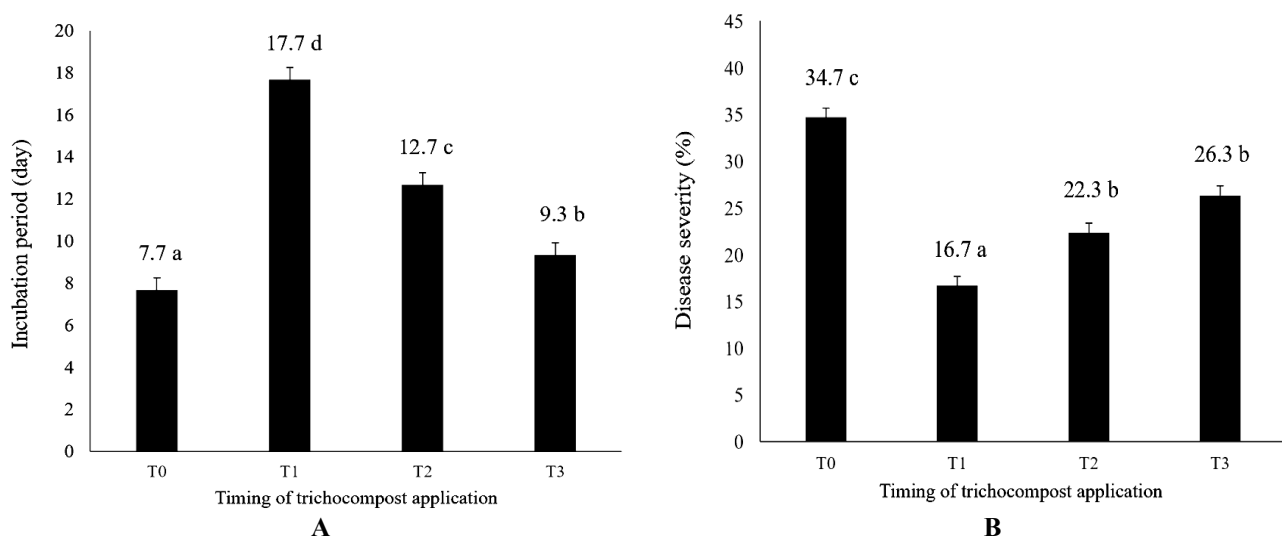 Incubation period (day)
20
18
16
14
12
10
8
6
4
2
0
7.7 a
17.7 d
12.7 c
9.3 b
T0 T1 T2 T3
Timing of trichocompost application
A
Disease severity (%)
45
40
35
30
25
20
15
10
5
0
34.7 c
16.7 a
22.3 b
26.3 b
T0 T1 T2 T3
Timing of trichocompost application
B